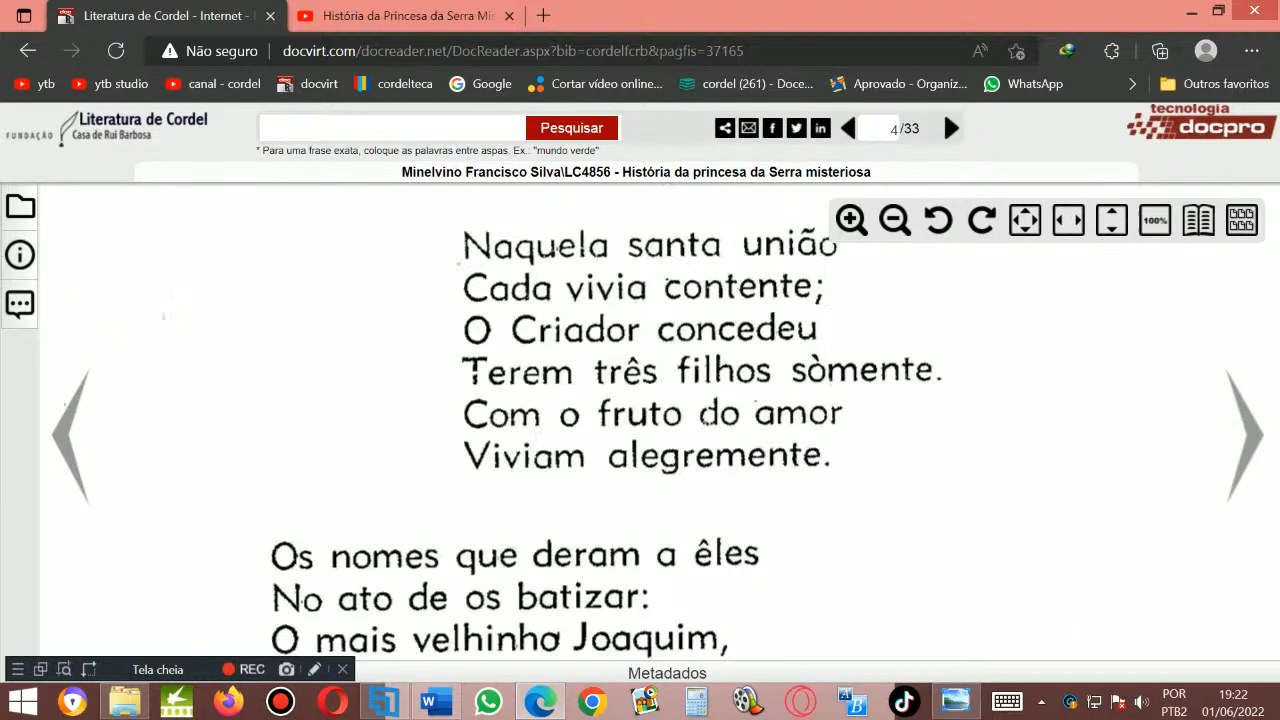 Literatura de Cordel - Internet -
História da Princesa da Serra Mis
Não seguro
docvirt.com/docreader.net/DocReader.aspx?bib=cordelfcrb&pagfis=37165
ytb
ytb studio
canal - cordel
docvirt
cordelteca
Google
Cortar vídeo online...
cordel (261) - Doce...
Aprovado - Organiz...
WhatsApp
Outros favoritos
FUNDAÇÃO
Literatura de Cordel
Casa de Rui Barbosa
Pesquisar
4 /33
tecnologia
docpro
* Para uma frase exata, coloque as palavras entre aspas. Ex.: "mundo verde"
Minelvino Francisco Silva\LC4856 - História da princesa da Serra misteriosa
100%
Naquela santa união
Cada vivia contente;
O Criador concedeu
Terem três filhos sòmente.
Com o fruto do amor
Viviam alegremente.
Os nomes que deram a êles
No ato de os batizar:
O mais velhinho Joaquim,
Tela cheia
REC
Metadados
POR
PTB2
19:22
01/06/2022